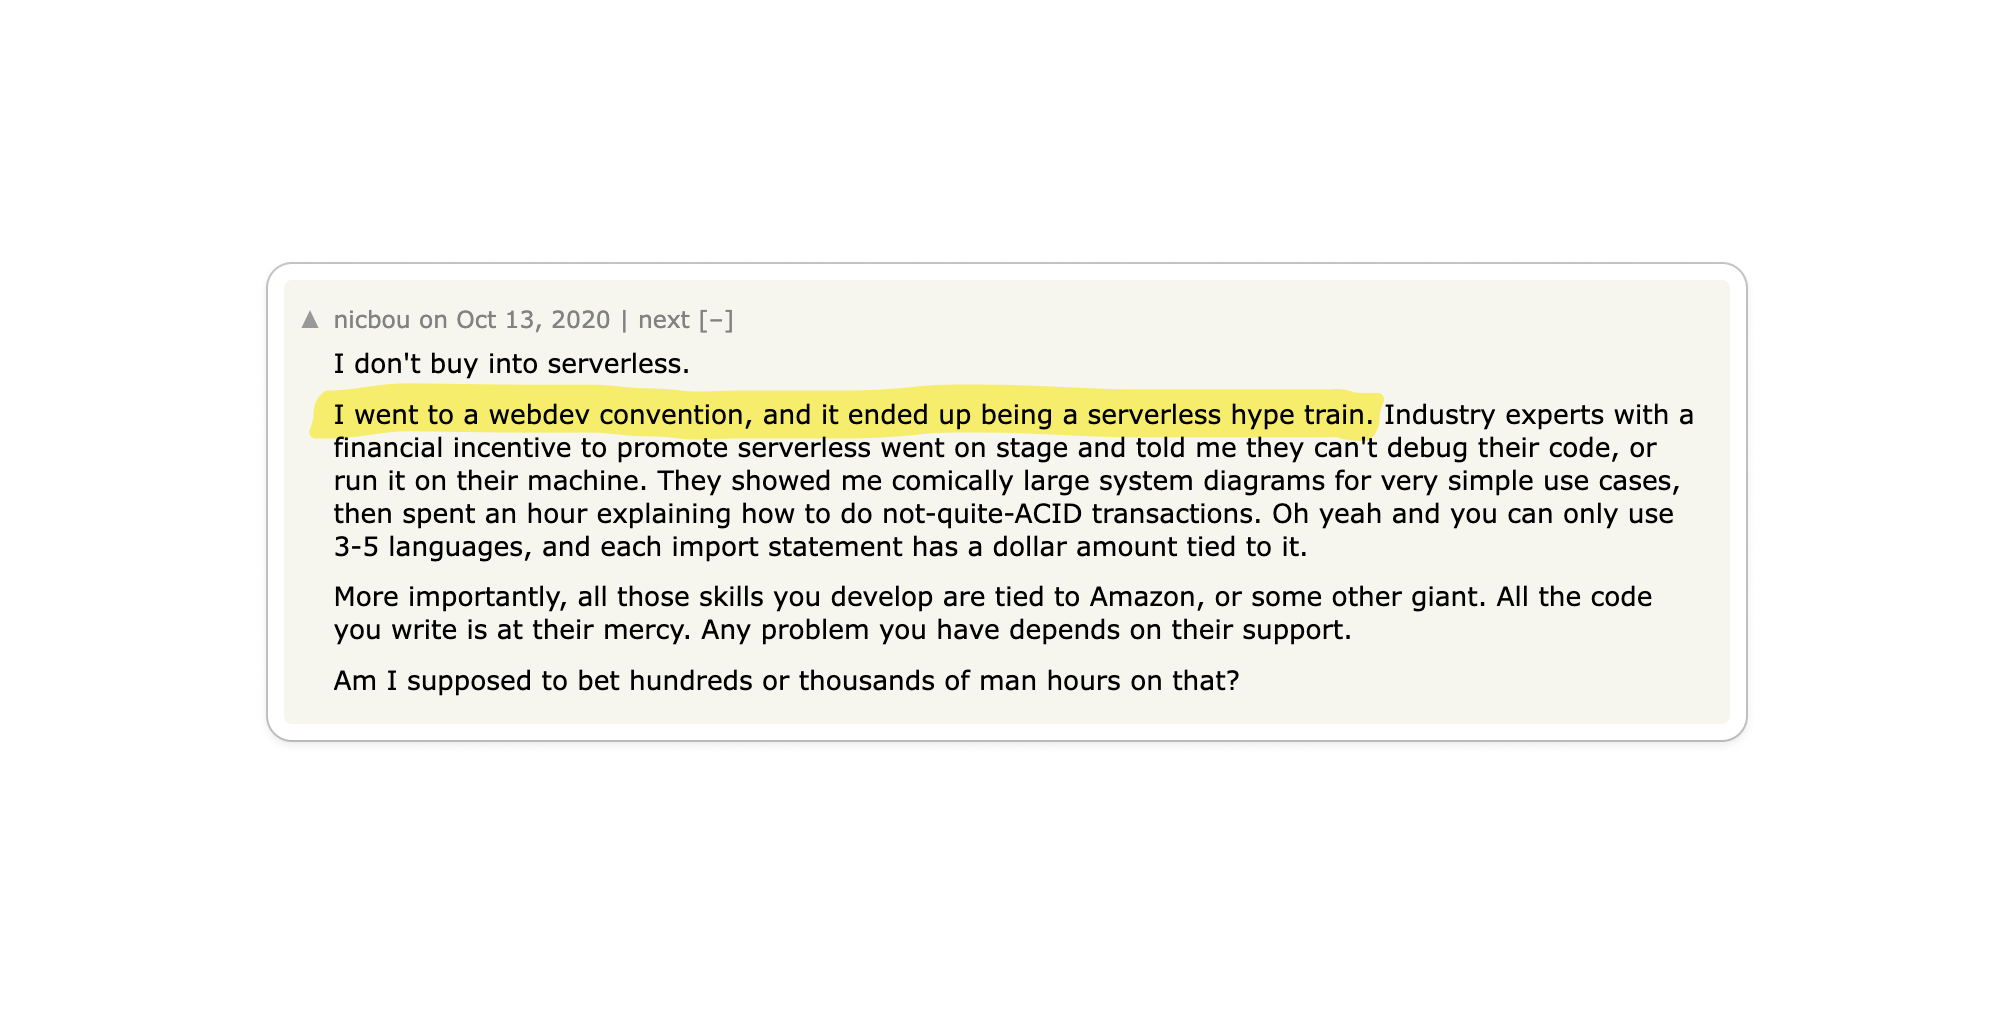 ▲ nicbou on Oct 13, 2020 | next [–]
I don't buy into serverless.
I went to a webdev convention, and it ended up being a serverless hype train. Industry experts with a
financial incentive to promote serverless went on stage and told me they can't debug their code, or
run it on their machine. They showed me comically large system diagrams for very simple use cases,
then spent an hour explaining how to do not-quite-ACID transactions. Oh yeah and you can only use
3-5 languages, and each import statement has a dollar amount tied to it.
More importantly, all those skills you develop are tied to Amazon, or some other giant. All the code
you write is at their mercy. Any problem you have depends on their support.
Am I supposed to bet hundreds or thousands of man hours on that?